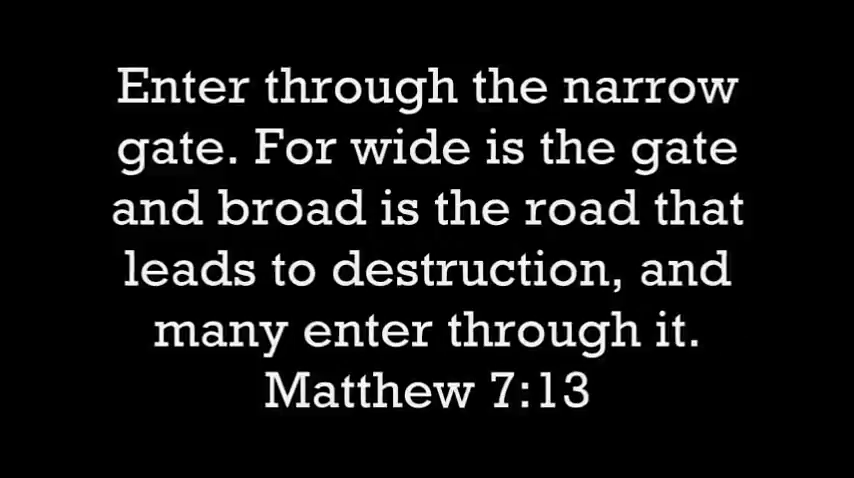 Enter through the narrow
gate. For wide is the gate
and broad is the road that
leads to destruction, and
many enter through it.
Matthew 7:13